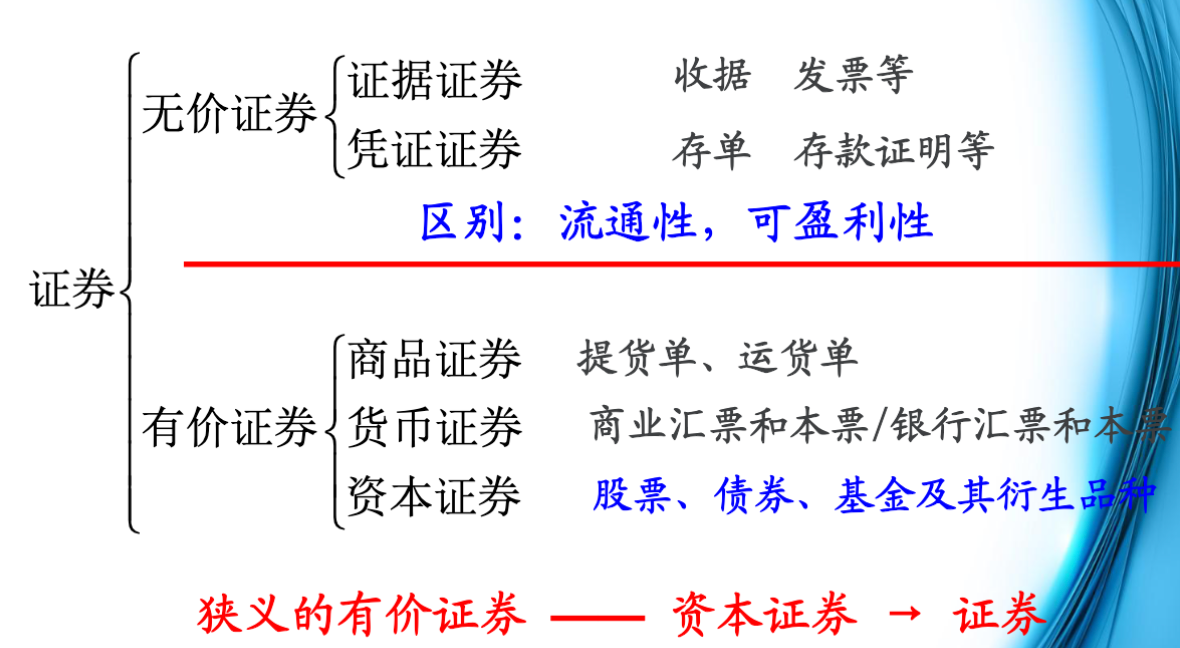 证据证券 收据 发票等
无价证券
凭证证券 存单 存款证明等
区别：流通性，可盈利性
证券
商品证券 提货单、运货单
有价证券 货币证券 商业汇票和本票/银行汇票和本票
资本证券 股票、债券、基金及其衍生品种
狭义的有价证券 —— 资本证券 → 证券